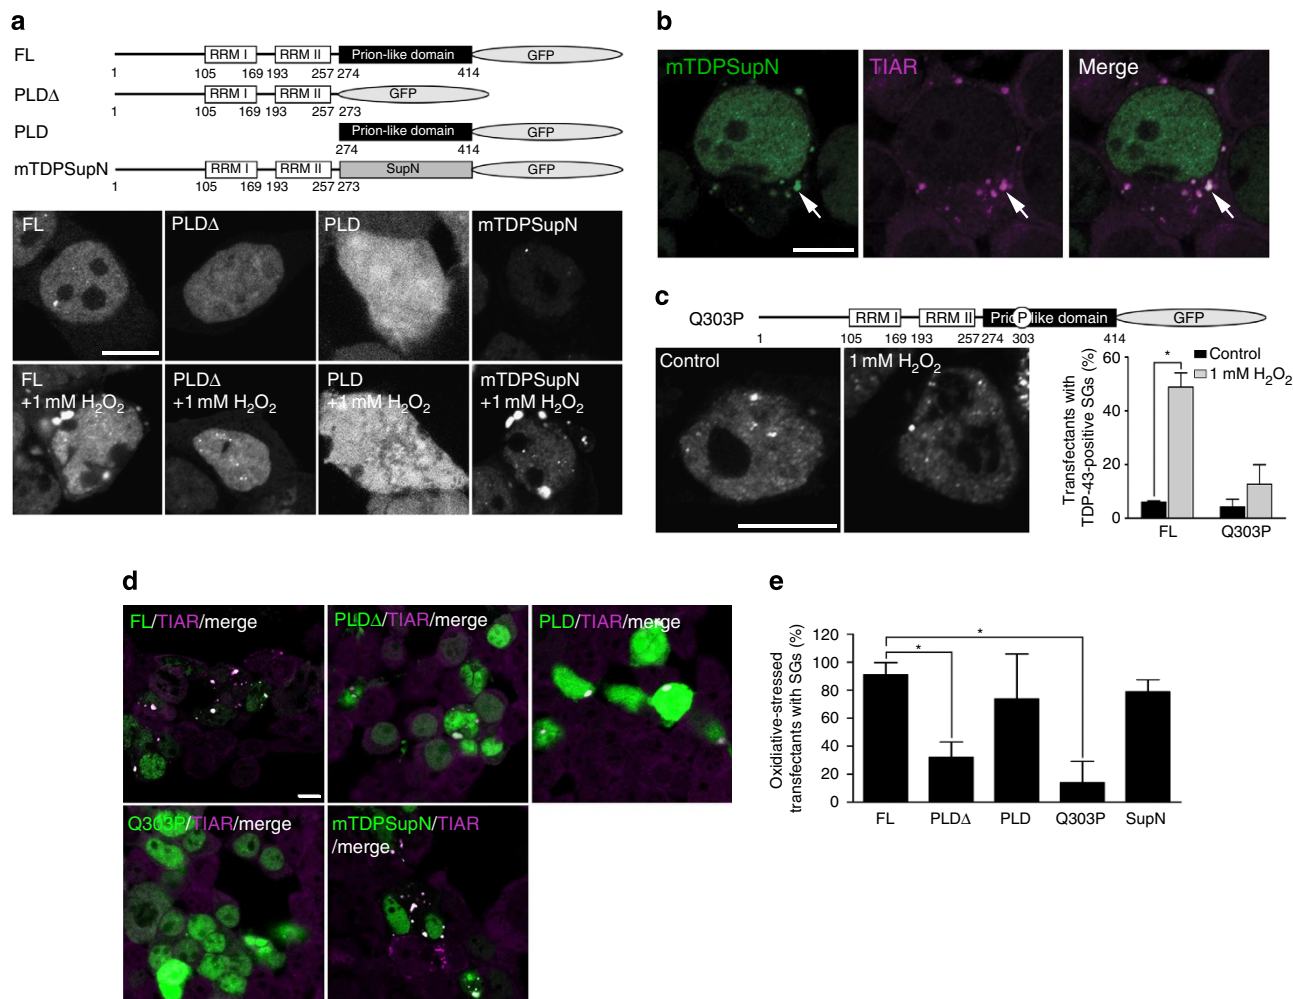 a
FL
RRM I
RRM II
Prion-like domain
GFP
1
105
169
193
257
274
414
PLDΔ
RRM I
RRM II
GFP
1
105
169
193
257
273
PLD
Prion-like domain
GFP
274
414
mTDPSupN
RRM I
RRM II
SupN
GFP
1
105
169
193
257
273
FL
PLDΔ
PLD
mTDPSupN
FL
+1 mM H₂O₂
PLDΔ
+1 mM H₂O₂
PLD
+1 mM H₂O₂
mTDPSupN
+1 mM H₂O₂
b
mTDPSupN
TIAR
Merge
c
Q303P
RRM I
RRM II
Prion-like domain
P
GFP
1
105
169
193
257
274
303
414
Control
1 mM H₂O₂
Transfectants with
TDP-43-positive SGs (%)
60
40
20
0
*
Control
1 mM H₂O₂
FL
Q303P
d
FL/TIAR/merge
PLDΔ/TIAR/merge
PLD/TIAR/merge
Q303P/TIAR/merge
mTDPSupN/TIAR
/merge
e
Oxidiative-stressed
transfectants with SGs (%)
120
100
80
60
40
20
0
*
*
FL
PLDΔ
PLD
Q303P
SupN